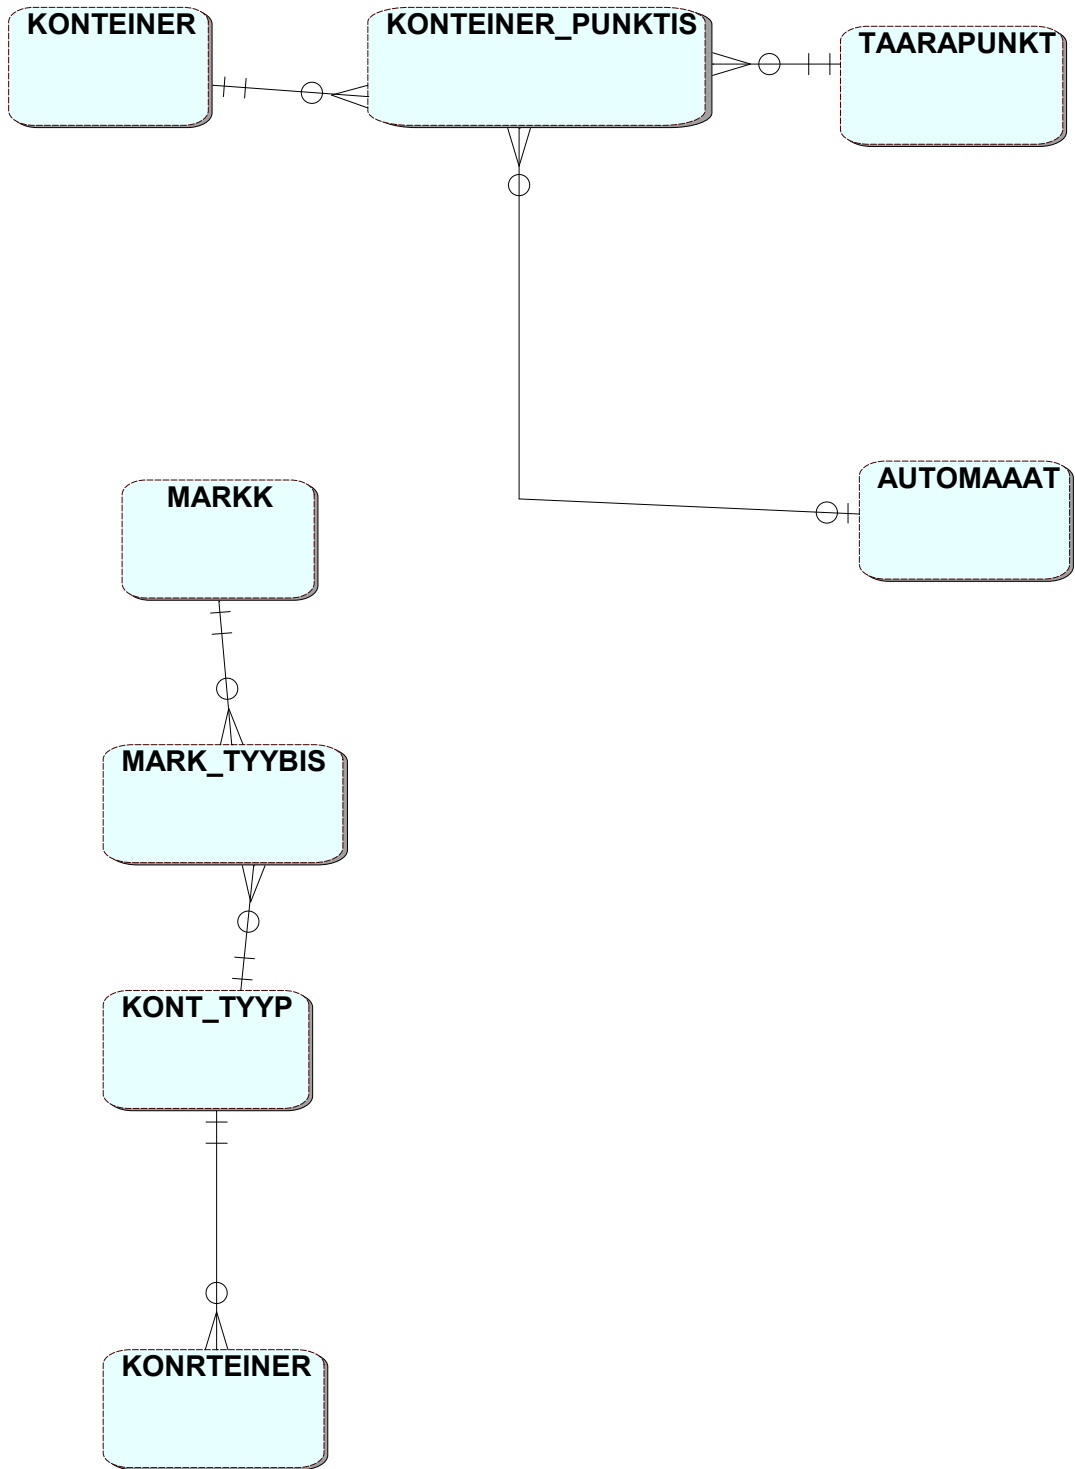 KONTEINER
KONTEINER_PUNKTIS
TAARAPUNKT
AUTOMAAAT
MARKK
MARK_TYYBIS
KONT_TYYP
KONRTEINER